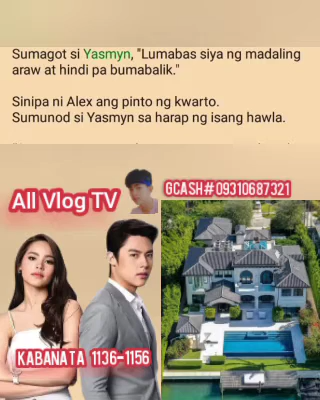 Sumagot si Yasmyn, "Lumabas siya ng madaling
araw at hindi pa bumabalik."
Sinipa ni Alex ang pinto ng kwarto.
Sumunod si Yasmyn sa harap ng isang hawla.
All Vlog TV
GCASH#09310687321
KABANATA 1136-1156